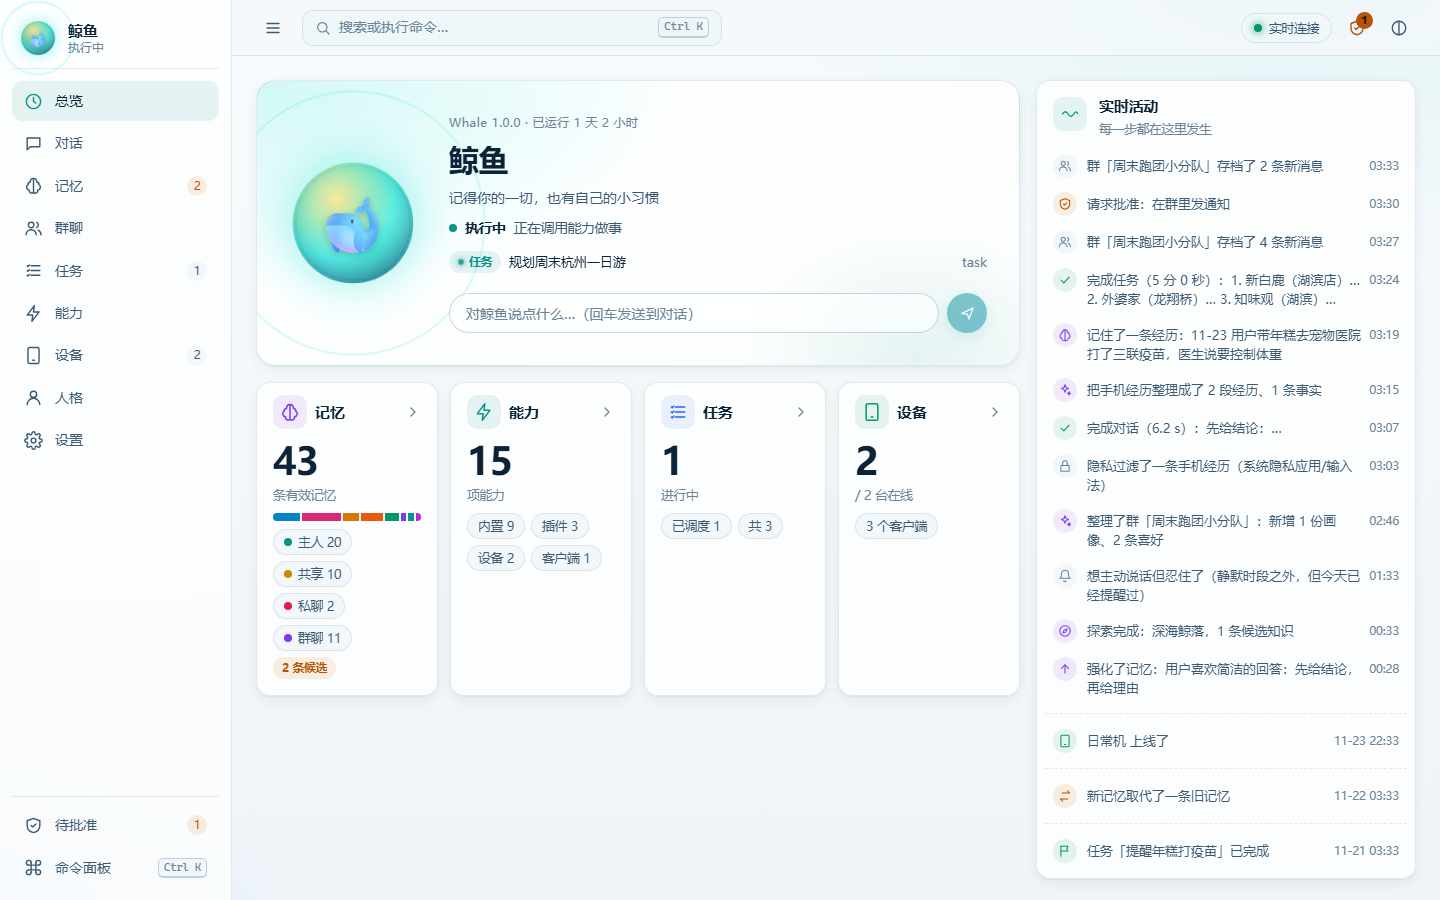 鲸鱼
执行中
总览
对话
记忆 2
群聊
任务 1
能力
设备 2
人格
设置
待批准 1
命令面板 Ctrl K
搜索或执行命令... Ctrl K
实时连接
1
Whale 1.0.0 · 已运行 1 天 2 小时
鲸鱼
记得你的一切，也有自己的小习惯
执行中 正在调用能力做事
任务 规划周末杭州一日游 task
对鲸鱼说点什么...（回车发送到对话）
记忆
43
条有效记忆
主人 20
共享 10
私聊 2
群聊 11
2 条候选
能力
15
项能力
内置 9 插件 3
设备 2 客户端 1
任务
1
进行中
已调度 1 共 3
设备
2
/ 2 台在线
3 个客户端
实时活动
每一步都在这里发生
群「周末跑团小分队」存档了 2 条新消息 03:33
请求批准：在群里发通知 03:30
群「周末跑团小分队」存档了 4 条新消息 03:27
完成任务（5 分 0 秒）：1. 新白鹿（湖滨店）... 03:24
2. 外婆家（龙翔桥）... 3. 知味观（湖滨）...
记住了一条经历：11-23 用户带年糕去宠物医院 03:19
打了三联疫苗，医生说要控制体重
把手机经历整理成了 2 段经历、1 条事实 03:15
完成对话（6.2 s）：先给结论：... 03:07
隐私过滤了一条手机经历（系统隐私应用/输入 03:03
法）
整理了群「周末跑团小分队」：新增 1 份画 02:46
像、2 条喜好
想主动说话但忍住了（静默时段之外，但今天已 01:33
经提醒过）
探索完成：深海鲸落，1 条候选知识 00:33
强化了记忆：用户喜欢简洁的回答：先给结论， 00:28
再给理由
日常机 上线了 11-23 22:33
新记忆取代了一条旧记忆 11-22 03:33
任务「提醒年糕打疫苗」已完成 11-21 03:33